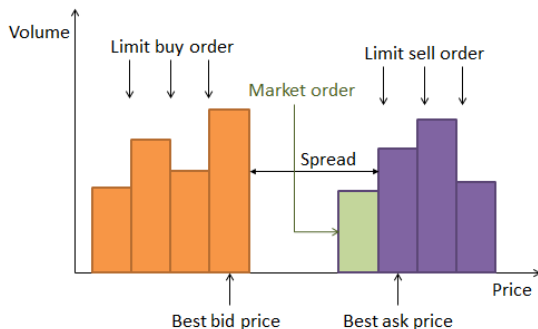 Volume
Limit buy order
Limit sell order
Market order
Spread
Price
Best bid price
Best ask price